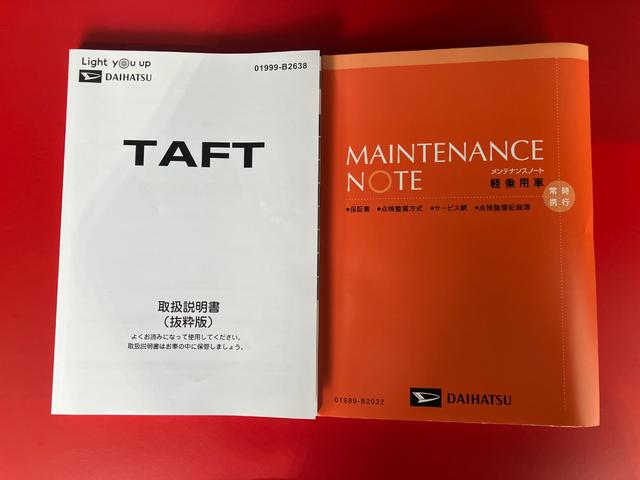 Light you up
DAIHATSU
01999-B2638
TAFT
取扱説明書
（抜粋版）
よくお読みになって使用してください。
取扱説明書はお車の中に保管しましょう。
MAINTENANCE
NOTE
メンテナンスノート
軽乗用車
常時
携行
●保証書 ●点検整備方式 ●サービス網 ●点検整備記録簿
01989-B2032
DAIHATSU